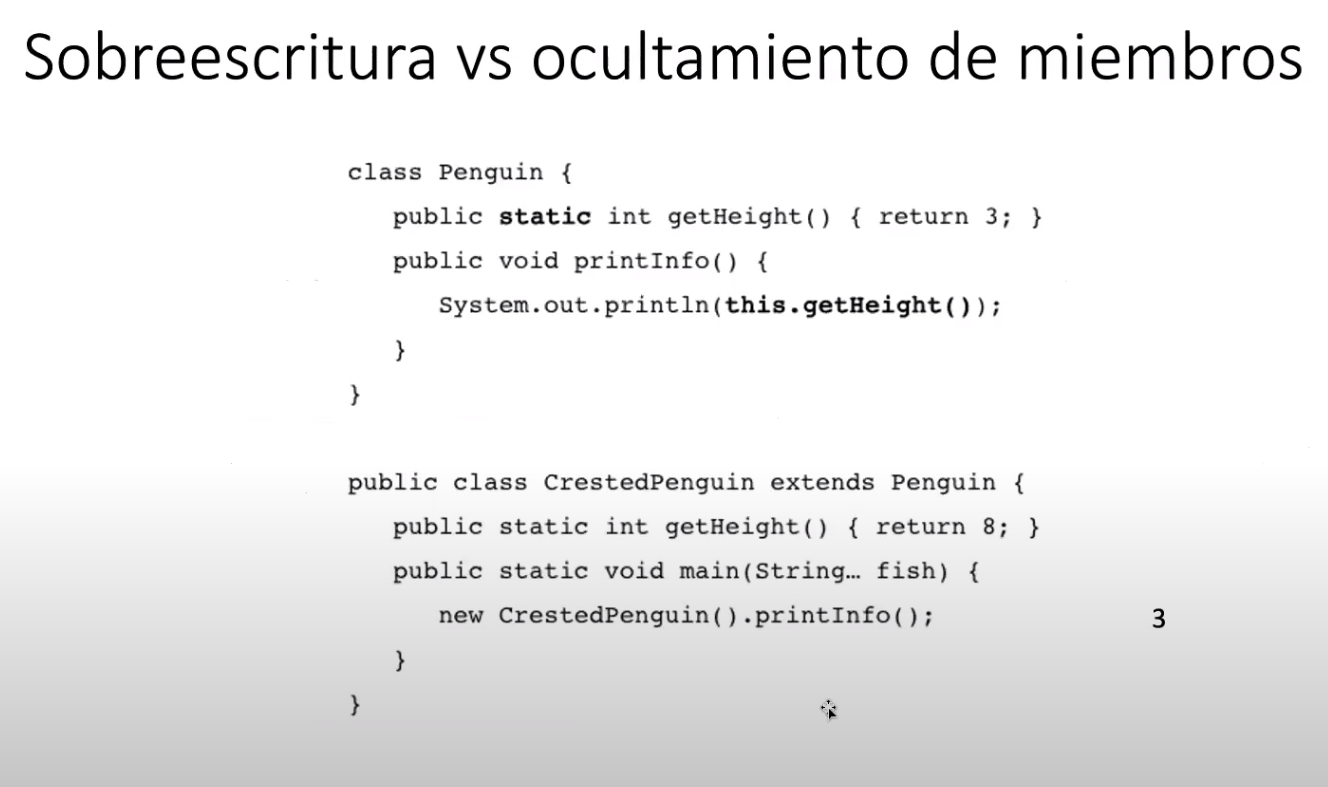 Sobreescritura vs ocultamiento de miembros
class Penguin {
public static int getHeight() { return 3; }
public void printInfo() {
System.out.println(this.getHeight());
}
}
public class CrestedPenguin extends Penguin {
public static int getHeight() { return 8; }
public static void main(String… fish) {
new CrestedPenguin().printInfo(); 3
}
}